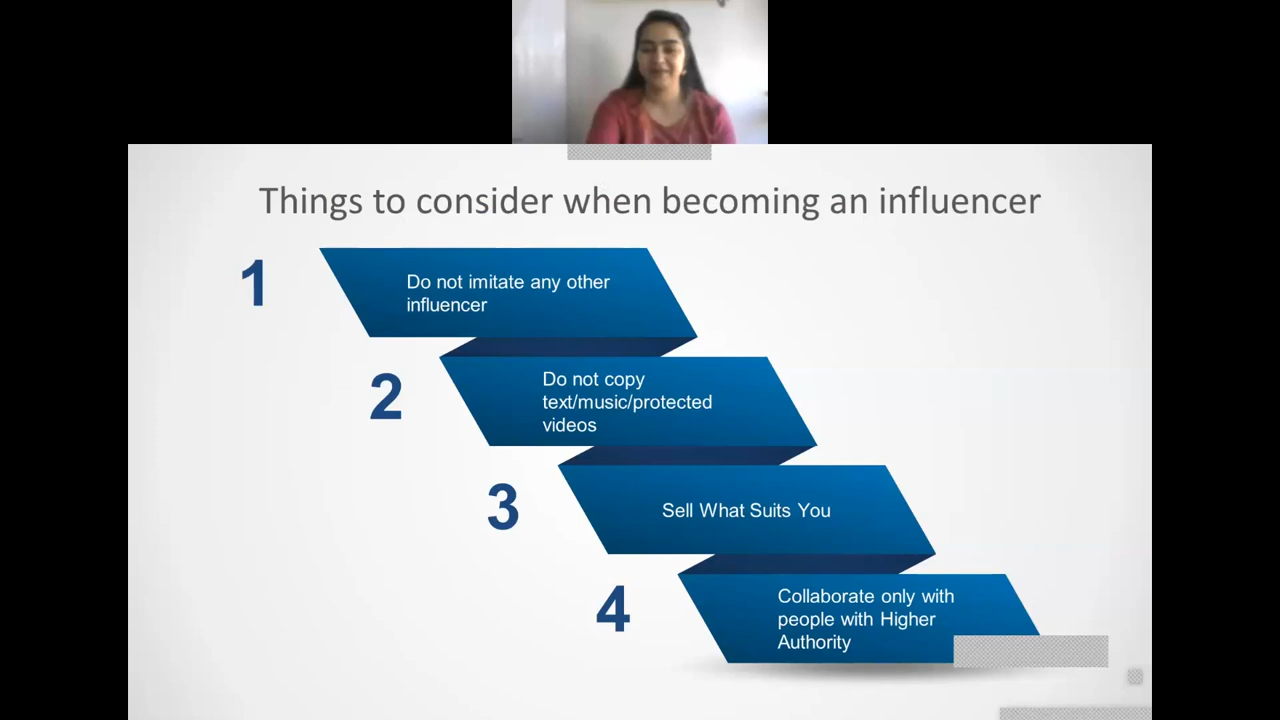 Things to consider when becoming an influencer
1
Do not imitate any other
influencer
2
Do not copy
text/music/protected
videos
3
Sell What Suits You
4
Collaborate only with
people with Higher
Authority